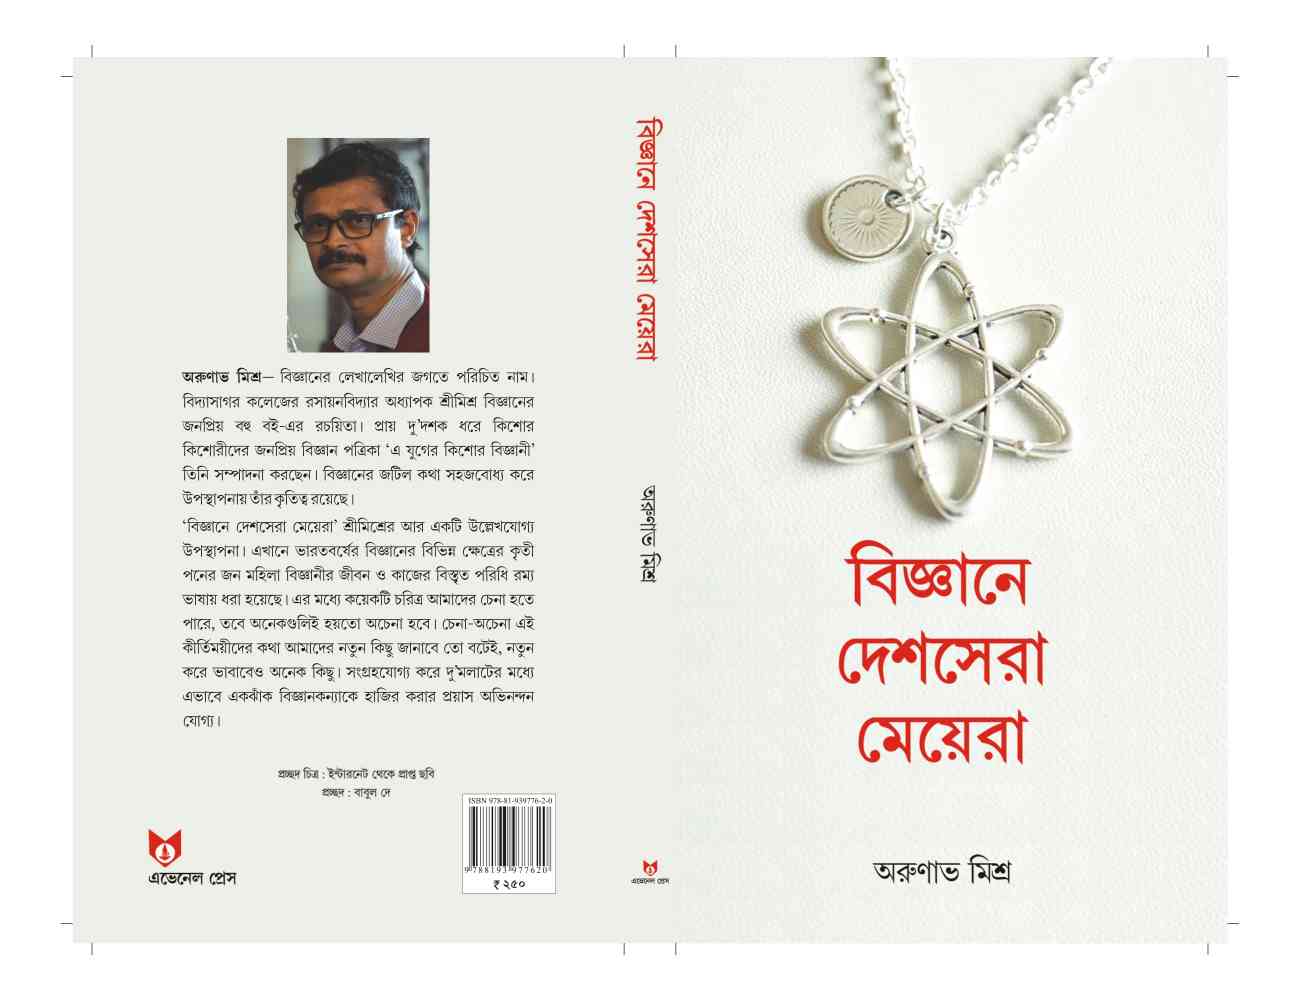 অরুণাভ মিশ্র— বিজ্ঞানের লেখালেখির জগতে পরিচিত নাম।
বিদ্যাসাগর কলেজের রসায়নবিদ্যার অধ্যাপক শ্রীমিশ্র বিজ্ঞানের
জনপ্রিয় বহু বই-এর রচয়িতা। প্রায় দু'দশক ধরে কিশোর
কিশোরীদের জনপ্রিয় বিজ্ঞান পত্রিকা ‘এ যুগের কিশোর বিজ্ঞানী’
তিনি সম্পাদনা করছেন। বিজ্ঞানের জটিল কথা সহজবোধ্য করে
উপস্থাপনায় তাঁর কৃতিত্ব রয়েছে।
‘বিজ্ঞানে দেশসেরা মেয়েরা’ শ্রীমিশ্রের আর একটি উল্লেখযোগ্য
উপস্থাপনা। এখানে ভারতবর্ষের বিজ্ঞানের বিভিন্ন ক্ষেত্রের কৃতী
পনের জন মহিলা বিজ্ঞানীর জীবন ও কাজের বিস্তৃত পরিধি রম্য
ভাষায় ধরা হয়েছে। এর মধ্যে কয়েকটি চরিত্র আমাদের চেনা হতে
পারে, তবে অনেকগুলিই হয়তো অচেনা হবে। চেনা-অচেনা এই
কীর্তিময়ীদের কথা আমাদের নতুন কিছু জানাবে তো বটেই, নতুন
করে ভাবাবেও অনেক কিছু। সংগ্রহযোগ্য করে দু'মলাটের মধ্যে
এভাবে একঝাঁক বিজ্ঞানকন্যাকে হাজির করার প্রয়াস অভিনন্দন
যোগ্য।
প্রচ্ছদ চিত্র : ইন্টারনেট থেকে প্রাপ্ত ছবি
প্রচ্ছদ : বাবুল দে
এভেনেল প্রেস
ISBN 978-81-939776-2-0
9 788193 977620
₹ ২৫০
বিজ্ঞানে দেশসেরা মেয়েরা
অরুণাভ মিশ্র
এভেনেল প্রেস
বিজ্ঞানে
দেশসেরা
মেয়েরা
অরুণাভ মিশ্র